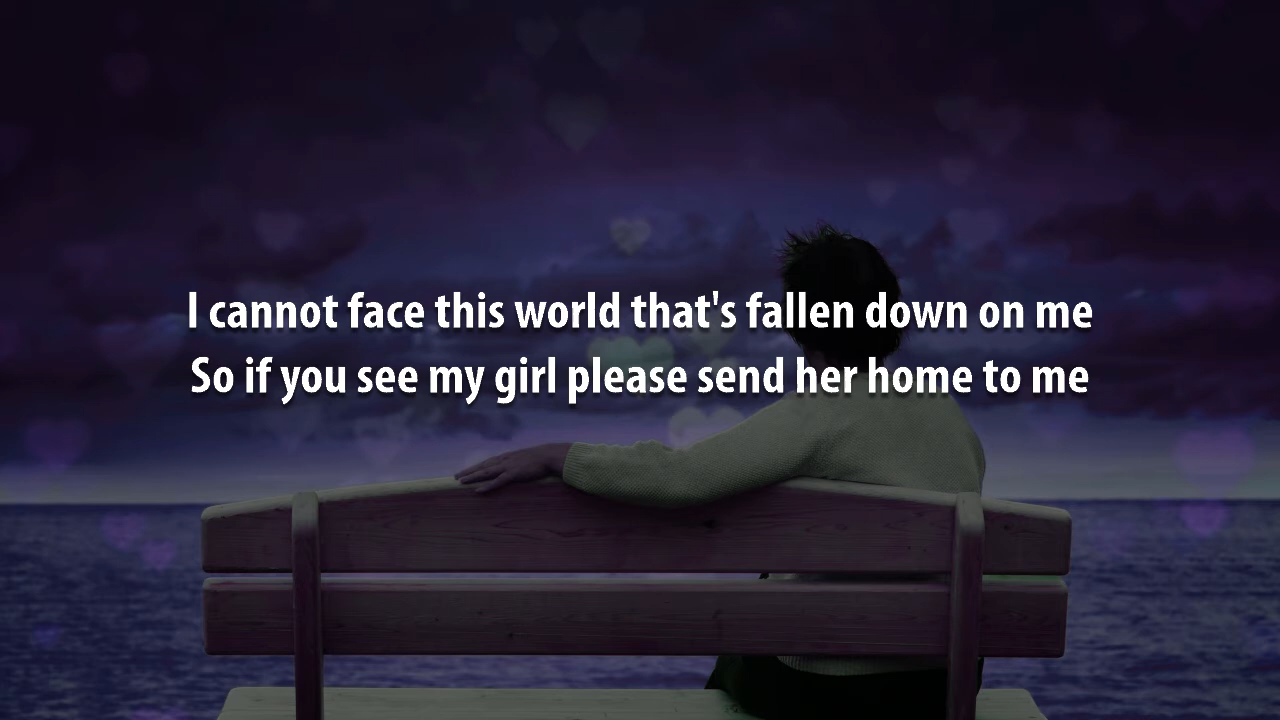 I cannot face this world that's fallen down on me
So if you see my girl please send her home to me